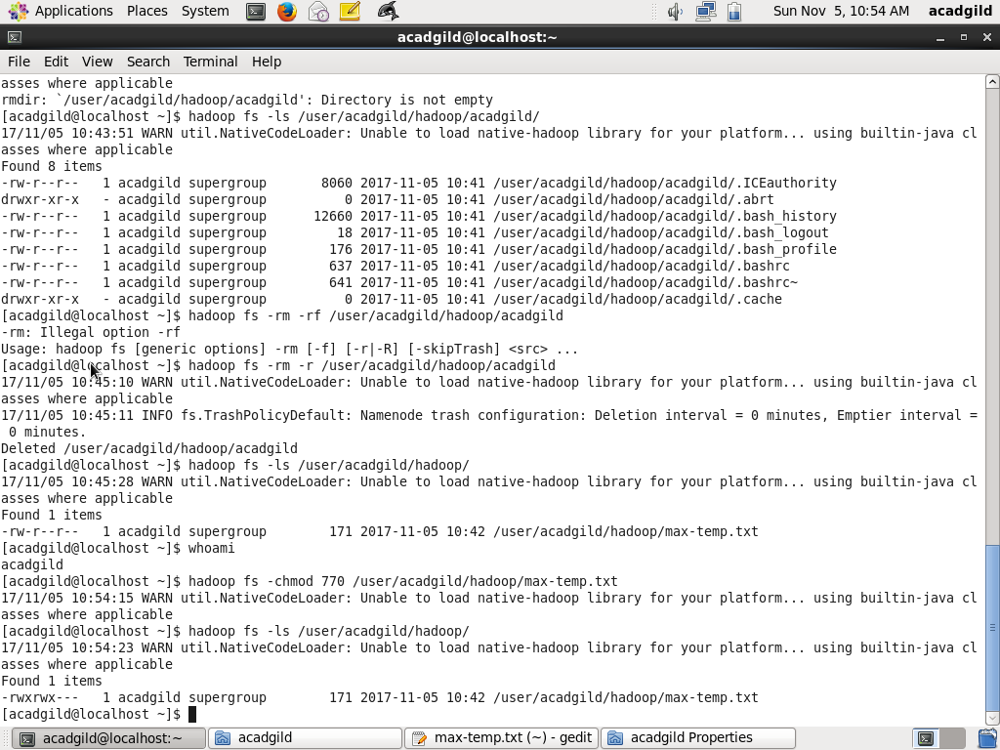 Applications Places System Sun Nov 5, 10:54 AM acadgild
acadgild@localhost:~
File Edit View Search Terminal Help
asses where applicable
rmdir: `/user/acadgild/hadoop/acadgild': Directory is not empty
[acadgild@localhost ~]$ hadoop fs -ls /user/acadgild/hadoop/acadgild/
17/11/05 10:43:51 WARN util.NativeCodeLoader: Unable to load native-hadoop library for your platform... using builtin-java cl
asses where applicable
Found 8 items
-rw-r--r--   1 acadgild supergroup       8060 2017-11-05 10:41 /user/acadgild/hadoop/acadgild/.ICEauthority
drwxr-xr-x   - acadgild supergroup          0 2017-11-05 10:41 /user/acadgild/hadoop/acadgild/.abrt
-rw-r--r--   1 acadgild supergroup      12660 2017-11-05 10:41 /user/acadgild/hadoop/acadgild/.bash_history
-rw-r--r--   1 acadgild supergroup         18 2017-11-05 10:41 /user/acadgild/hadoop/acadgild/.bash_logout
-rw-r--r--   1 acadgild supergroup        176 2017-11-05 10:41 /user/acadgild/hadoop/acadgild/.bash_profile
-rw-r--r--   1 acadgild supergroup        637 2017-11-05 10:41 /user/acadgild/hadoop/acadgild/.bashrc
-rw-r--r--   1 acadgild supergroup        641 2017-11-05 10:41 /user/acadgild/hadoop/acadgild/.bashrc~
drwxr-xr-x   - acadgild supergroup          0 2017-11-05 10:41 /user/acadgild/hadoop/acadgild/.cache
[acadgild@localhost ~]$ hadoop fs -rm -rf /user/acadgild/hadoop/acadgild
-rm: Illegal option -rf
Usage: hadoop fs [generic options] -rm [-f] [-r|-R] [-skipTrash] <src> ...
[acadgild@localhost ~]$ hadoop fs -rm -r /user/acadgild/hadoop/acadgild
17/11/05 10:45:10 WARN util.NativeCodeLoader: Unable to load native-hadoop library for your platform... using builtin-java cl
asses where applicable
17/11/05 10:45:11 INFO fs.TrashPolicyDefault: Namenode trash configuration: Deletion interval = 0 minutes, Emptier interval =
 0 minutes.
Deleted /user/acadgild/hadoop/acadgild
[acadgild@localhost ~]$ hadoop fs -ls /user/acadgild/hadoop/
17/11/05 10:45:28 WARN util.NativeCodeLoader: Unable to load native-hadoop library for your platform... using builtin-java cl
asses where applicable
Found 1 items
-rw-r--r--   1 acadgild supergroup        171 2017-11-05 10:42 /user/acadgild/hadoop/max-temp.txt
[acadgild@localhost ~]$ whoami
acadgild
[acadgild@localhost ~]$ hadoop fs -chmod 770 /user/acadgild/hadoop/max-temp.txt
17/11/05 10:54:15 WARN util.NativeCodeLoader: Unable to load native-hadoop library for your platform... using builtin-java cl
asses where applicable
[acadgild@localhost ~]$ hadoop fs -ls /user/acadgild/hadoop/
17/11/05 10:54:23 WARN util.NativeCodeLoader: Unable to load native-hadoop library for your platform... using builtin-java cl
asses where applicable
Found 1 items
-rwxrwx---   1 acadgild supergroup        171 2017-11-05 10:42 /user/acadgild/hadoop/max-temp.txt
[acadgild@localhost ~]$
acadgild@localhost:~ acadgild max-temp.txt (~) - gedit acadgild Properties